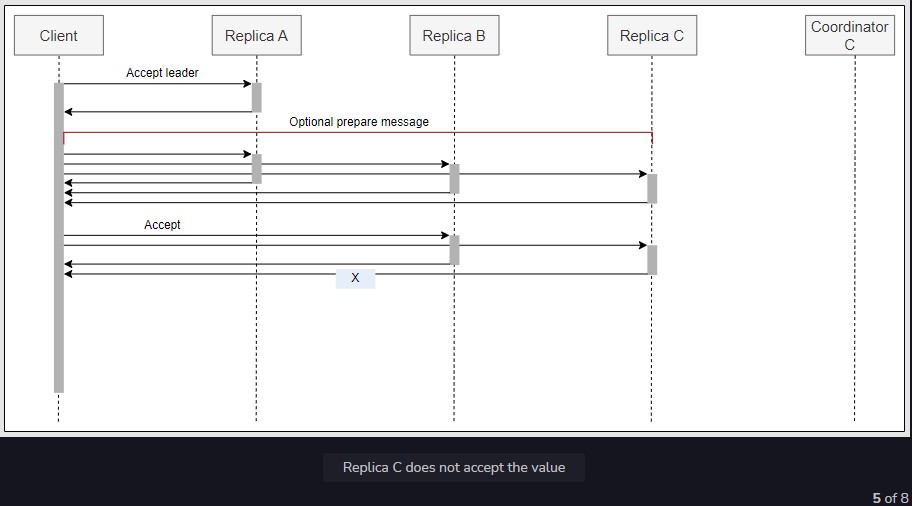 Client
Replica A
Replica B
Replica C
Coordinator
C
Accept leader
Optional prepare message
Accept
X
Replica C does not accept the value
5 of 8